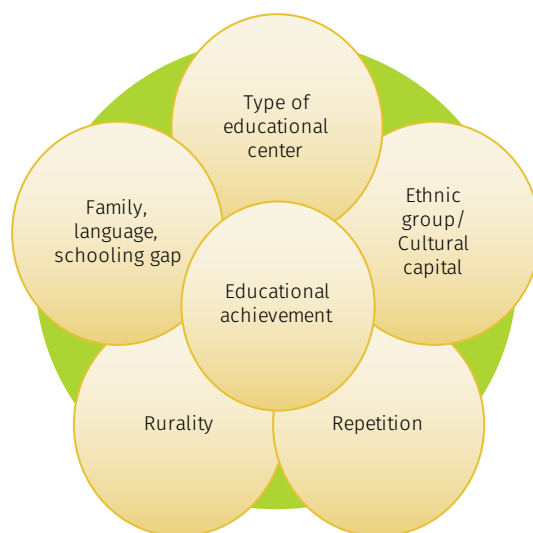 Type of
educational
center
Family,
language,
schooling gap
Ethnic
group/
Cultural
capital
Educational
achievement
Rurality
Repetition